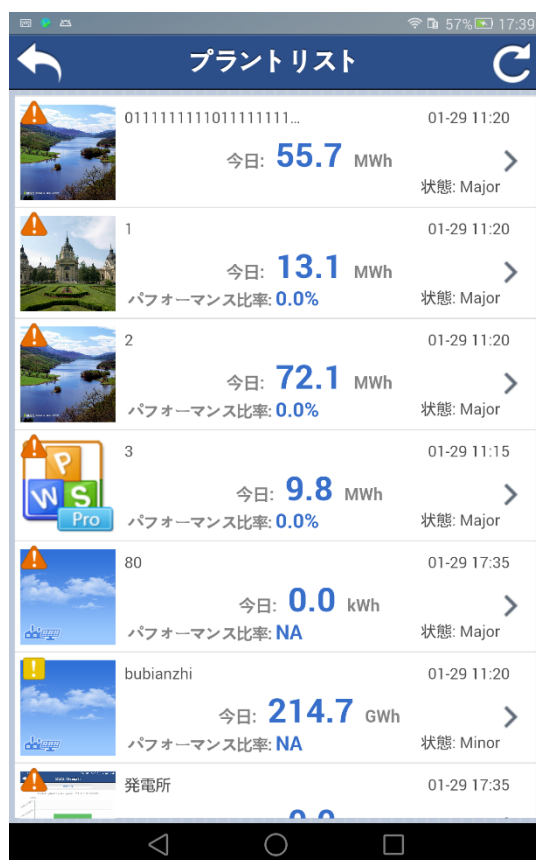 57% 17:39
プラントリスト
0111111111011111111... 01-29 11:20
今日: 55.7 MWh
状態: Major
1 01-29 11:20
今日: 13.1 MWh
パフォーマンス比率: 0.0% 状態: Major
2 01-29 11:20
今日: 72.1 MWh
パフォーマンス比率: 0.0% 状態: Major
3 01-29 11:15
P
W S
Pro
今日: 9.8 MWh
パフォーマンス比率: 0.0% 状態: Major
80 01-29 17:35
今日: 0.0 kWh
パフォーマンス比率: NA 状態: Major
bubianzhi 01-29 11:20
今日: 214.7 GWh
パフォーマンス比率: NA 状態: Minor
発電所 01-29 17:35